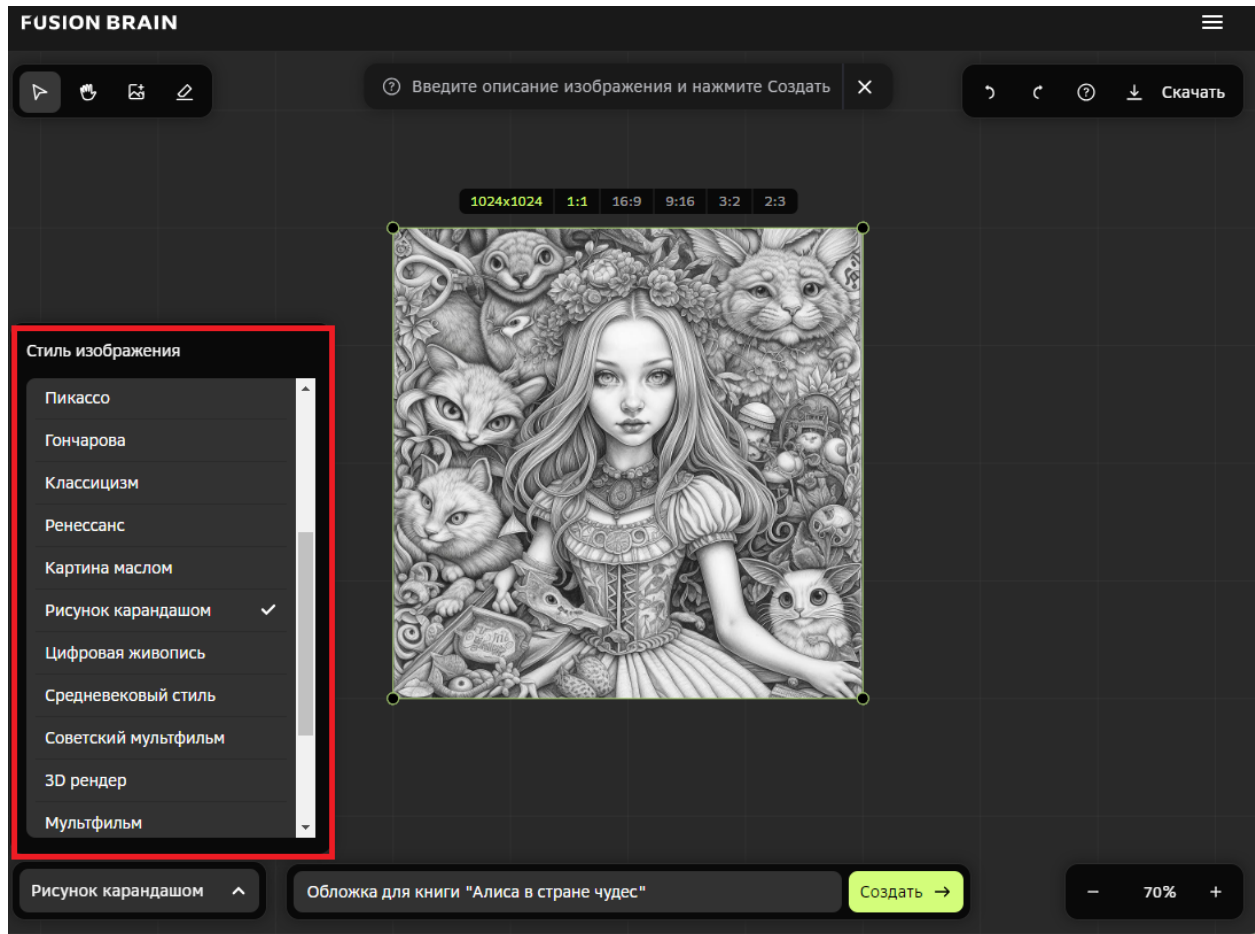 FUSION BRAIN
Введите описание изображения и нажмите Создать
Скачать
1024x1024 1:1 16:9 9:16 3:2 2:3
Стиль изображения
Пикассо
Гончарова
Классицизм
Ренессанс
Картина маслом
Рисунок карандашом
Цифровая живопись
Средневековый стиль
Советский мультфильм
3D рендер
Мультфильм
Рисунок карандашом
Обложка для книги "Алиса в стране чудес"
Создать →
− 70% +